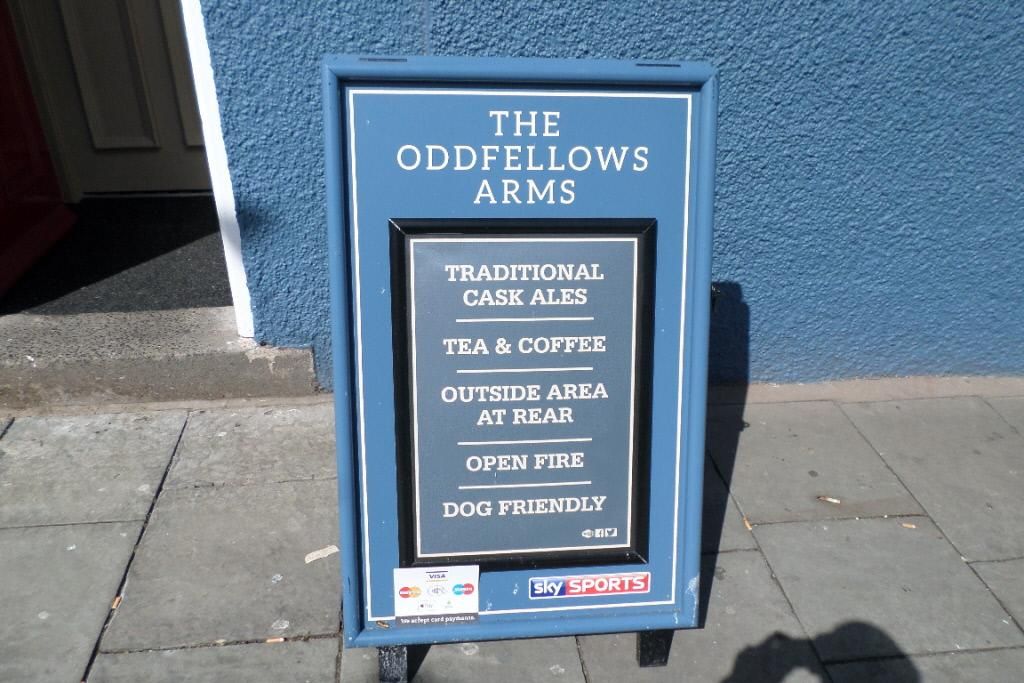 THE
ODDFELLOWS
ARMS
TRADITIONAL
CASK ALES
TEA & COFFEE
OUTSIDE AREA
AT REAR
OPEN FIRE
DOG FRIENDLY
VISA
We accept card payments
sky SPORTS